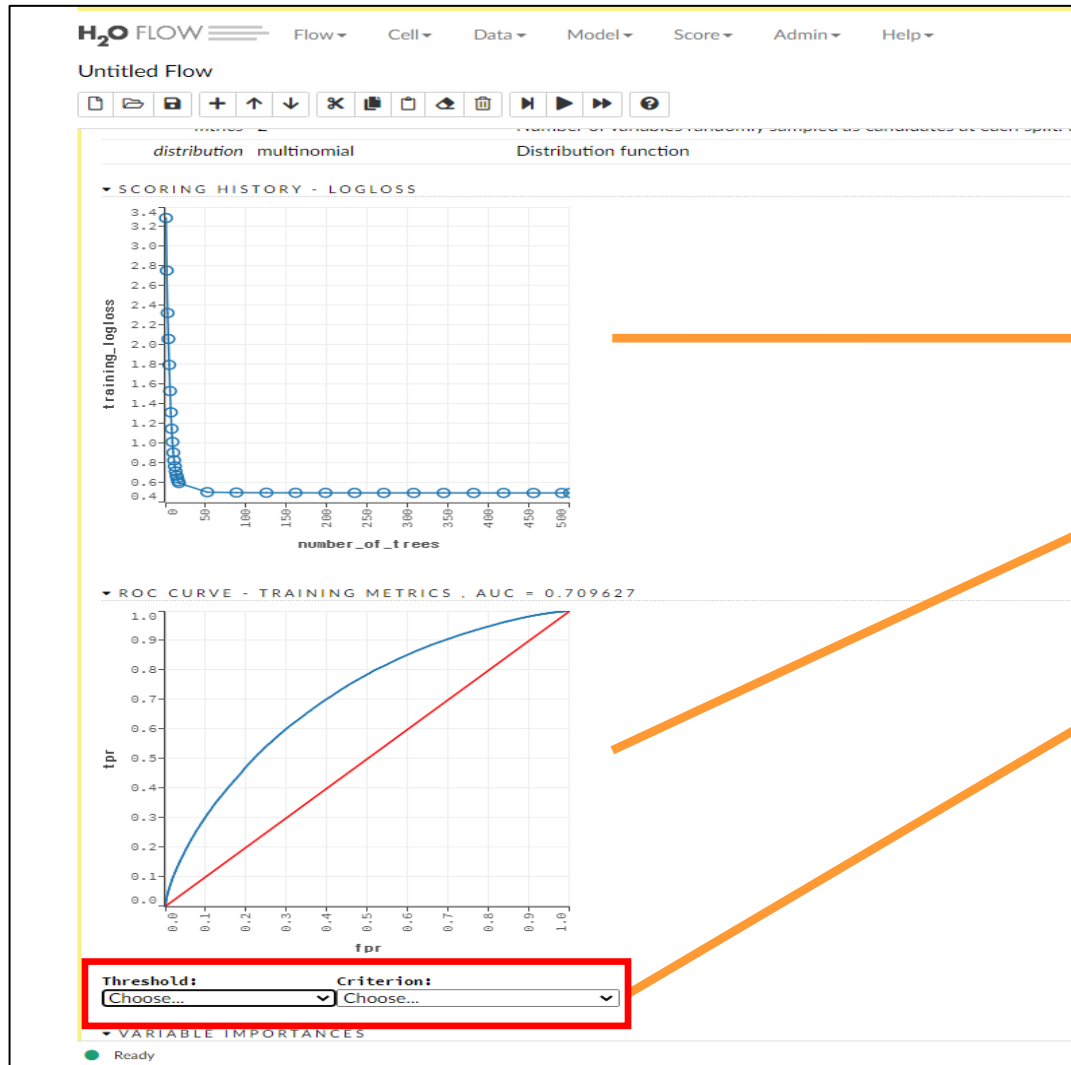 H2O FLOW Flow Cell Data Model Score Admin Help
Untitled Flow
distribution multinomial Distribution function
SCORING HISTORY - LOGLOSS
3.4
3.2
3.0
2.8
2.6
2.4
2.2
2.0
1.8
1.6
1.4
1.2
1.0
0.8
0.6
0.4
training_logloss
0 50 100 150 200 250 300 350 400 450 500
number_of_trees
ROC CURVE - TRAINING METRICS , AUC = 0.709627
1.0
0.9
0.8
0.7
0.6
0.5
0.4
0.3
0.2
0.1
0.0
tpr
0.0 0.1 0.2 0.3 0.4 0.5 0.6 0.7 0.8 0.9 1.0
fpr
Threshold: Criterion:
Choose... Choose...
VARIABLE IMPORTANCES
Ready